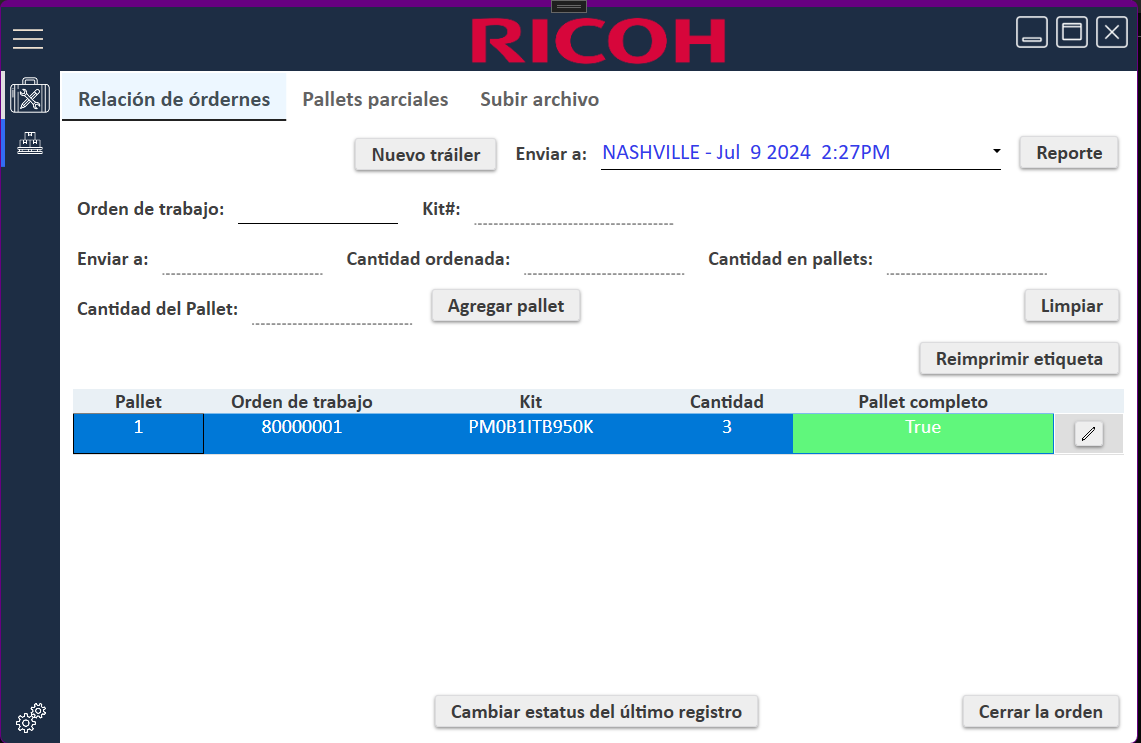 RICOH
Relación de órdernes Pallets parciales Subir archivo
Nuevo tráiler Enviar a: NASHVILLE - Jul 9 2024 2:27PM Reporte
Orden de trabajo: Kit#:
Enviar a: Cantidad ordenada: Cantidad en pallets:
Cantidad del Pallet: Agregar pallet Limpiar
Reimprimir etiqueta
Pallet Orden de trabajo Kit Cantidad Pallet completo
1 80000001 PM0B1ITB950K 3 True
Cambiar estatus del último registro Cerrar la orden